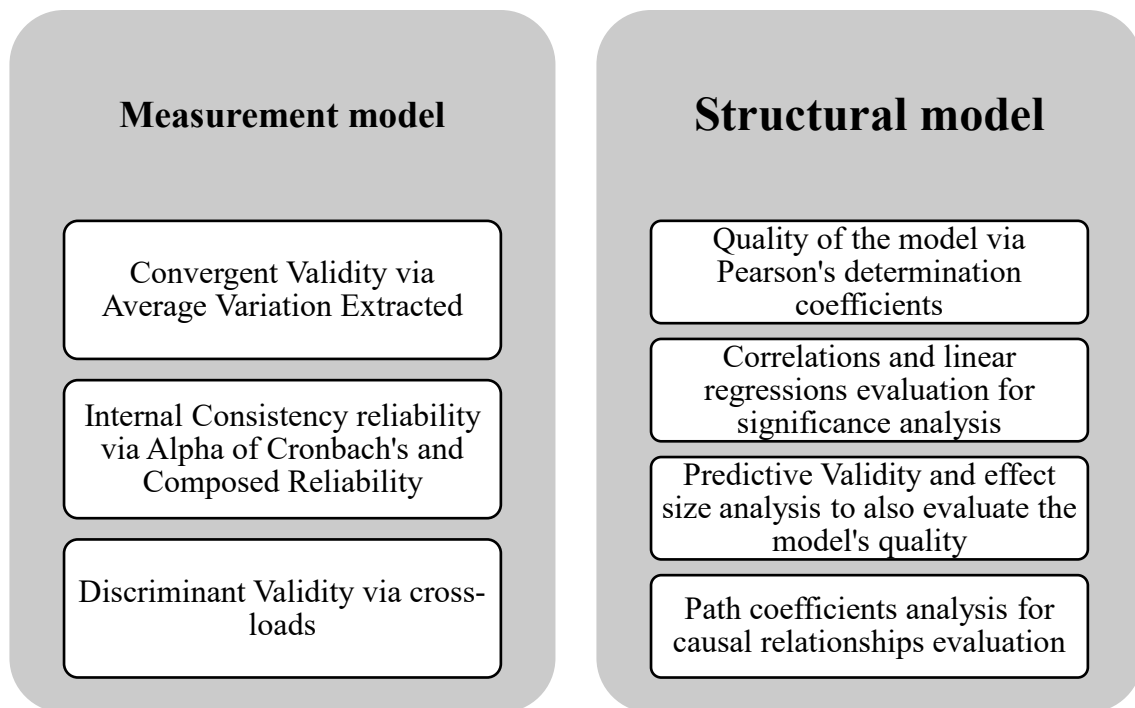 Measurement model
Convergent Validity via
Average Variation Extracted
Internal Consistency reliability
via Alpha of Cronbach's and
Composed Reliability
Discriminant Validity via cross-
loads
Structural model
Quality of the model via
Pearson's determination
coefficients
Correlations and linear
regressions evaluation for
significance analysis
Predictive Validity and effect
size analysis to also evaluate the
model's quality
Path coefficients analysis for
causal relationships evaluation